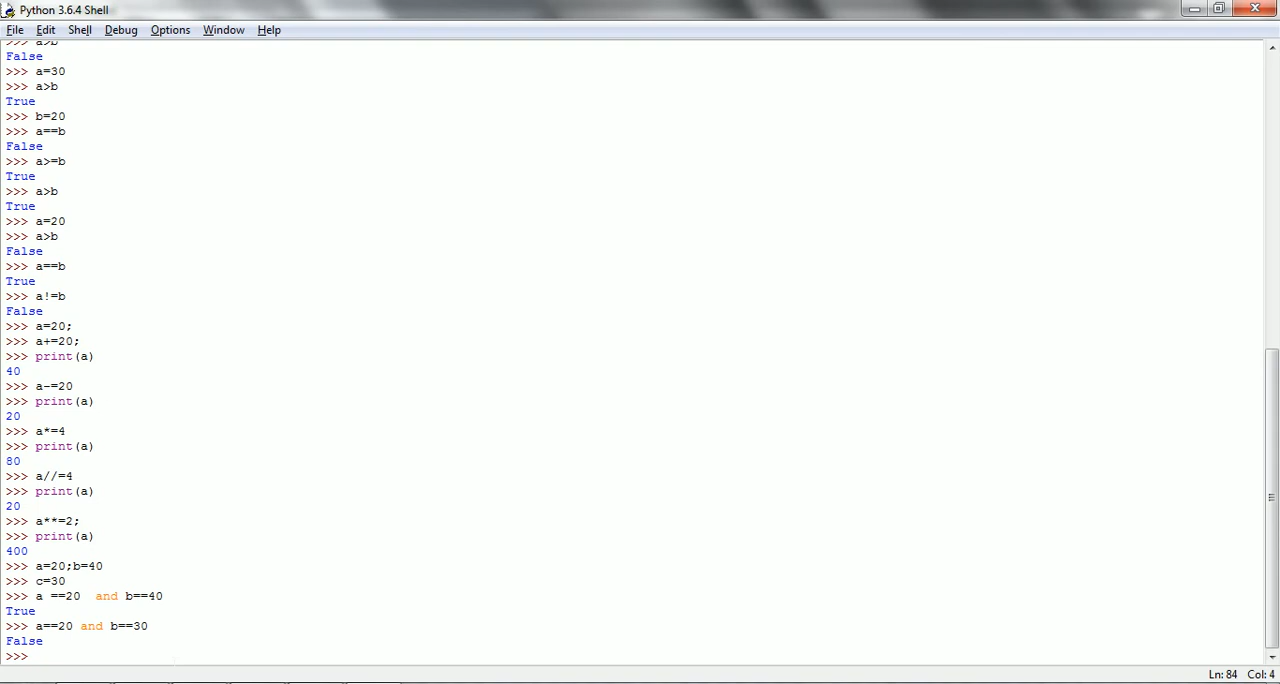 Python 3.6.4 Shell
File Edit Shell Debug Options Window Help
>>> a>b
False
>>> a=30
>>> a>b
True
>>> b=20
>>> a==b
False
>>> a>=b
True
>>> a>b
True
>>> a=20
>>> a>b
False
>>> a==b
True
>>> a!=b
False
>>> a=20;
>>> a+=20;
>>> print(a)
40
>>> a-=20
>>> print(a)
20
>>> a*=4
>>> print(a)
80
>>> a//=4
>>> print(a)
20
>>> a**=2;
>>> print(a)
400
>>> a=20;b=40
>>> c=30
>>> a ==20  and b==40
True
>>> a==20 and b==30
False
>>>
Ln: 84 Col: 4